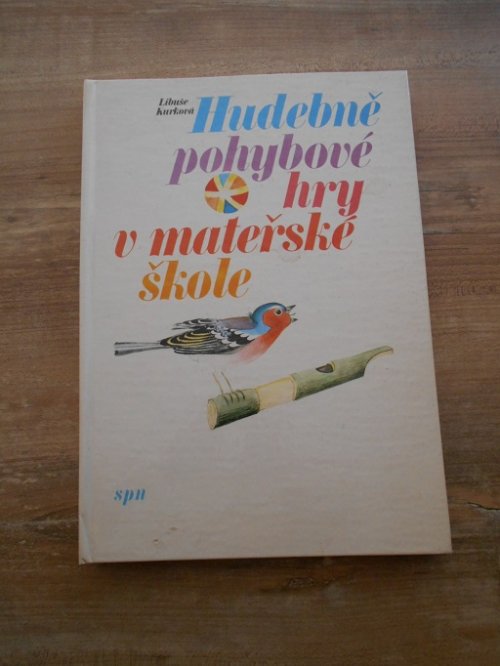 Libuše
Kurková
Hudebně
pohybové
hry
v mateřské
škole
spn